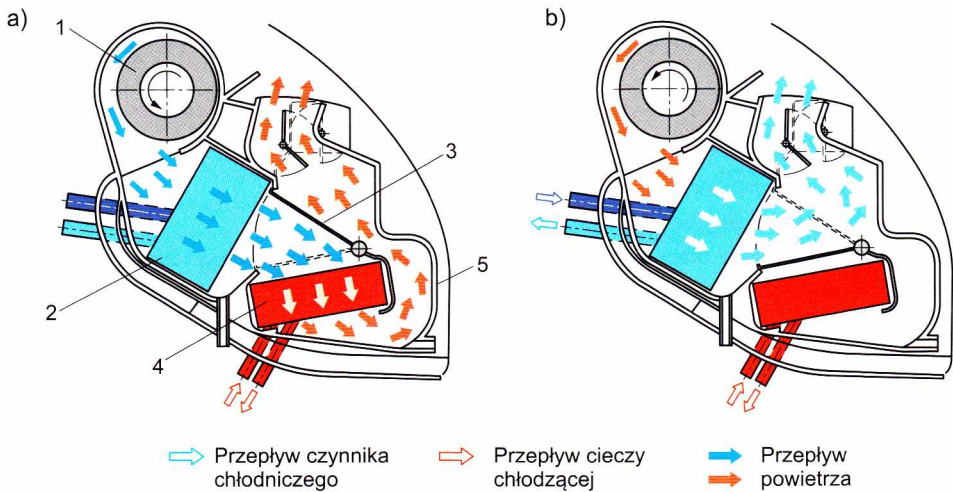 a)
b)
1
3
2
5
4
Przepływ czynnika
chłodniczego
Przepływ cieczy
chłodzącej
Przepływ
powietrza